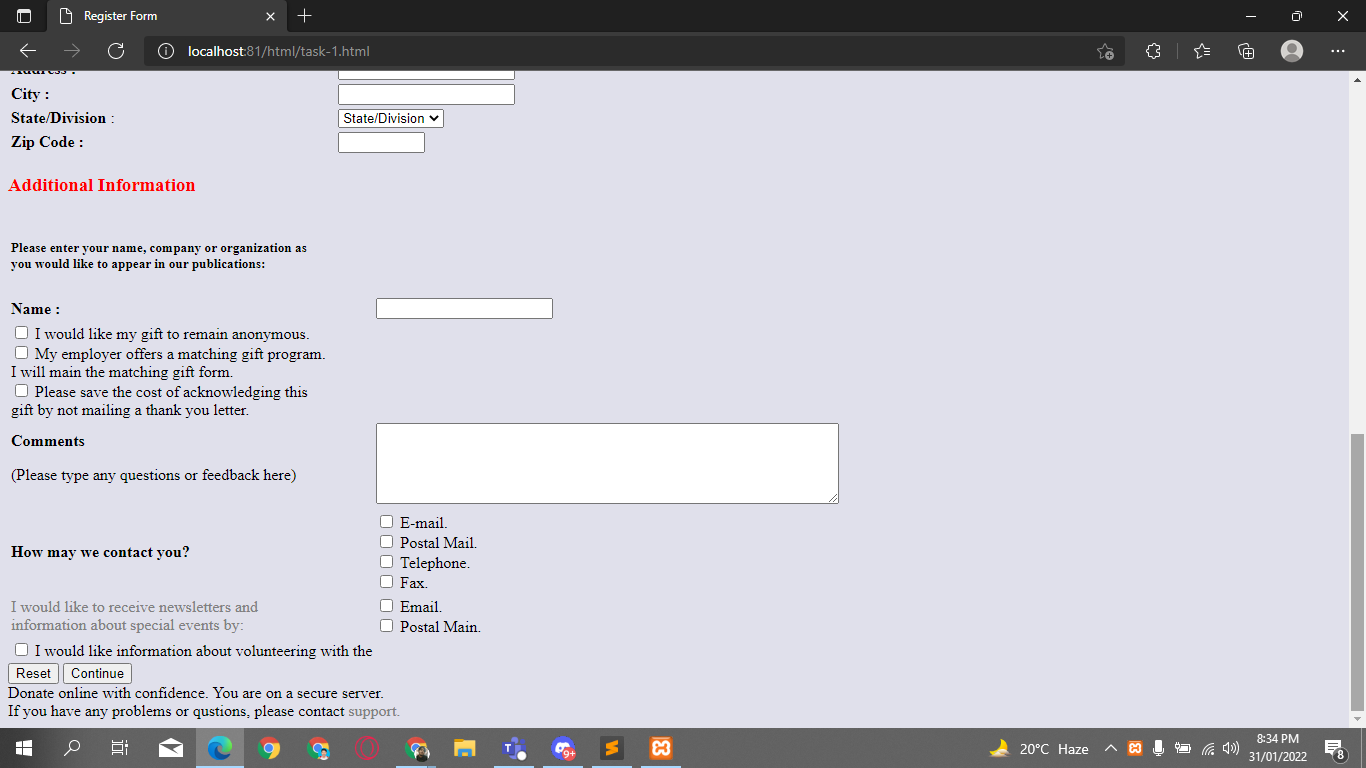 Register Form
localhost:81/html/task-1.html
Address :
City :
State/Division : State/Division
Zip Code :
Additional Information
Please enter your name, company or organization as
you would like to appear in our publications:
Name :
I would like my gift to remain anonymous.
My employer offers a matching gift program.
I will main the matching gift form.
Please save the cost of acknowledging this
gift by not mailing a thank you letter.
Comments
(Please type any questions or feedback here)
How may we contact you?
E-mail.
Postal Mail.
Telephone.
Fax.
I would like to receive newsletters and
information about special events by:
Email.
Postal Main.
I would like information about volunteering with the
Reset Continue
Donate online with confidence. You are on a secure server.
If you have any problems or qustions, please contact support.
9+
20°C Haze
8:34 PM
31/01/2022
8